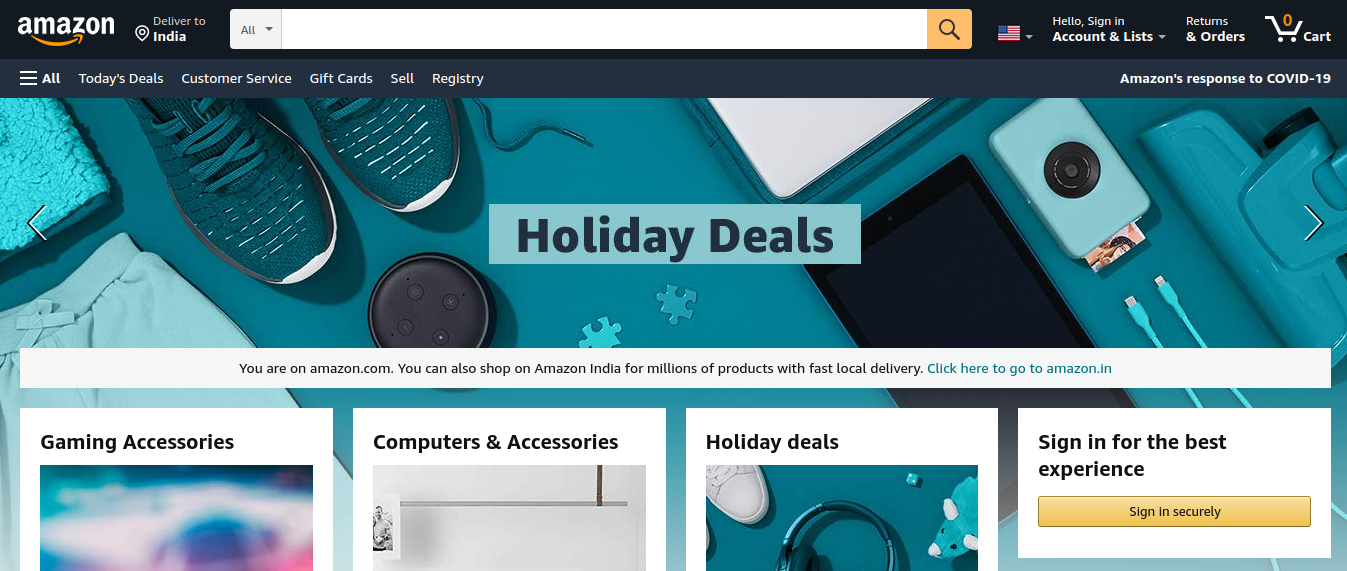 amazon
Deliver to
India
All
Hello, Sign in
Account & Lists
Returns
& Orders
0
Cart
All
Today's Deals
Customer Service
Gift Cards
Sell
Registry
Amazon's response to COVID-19
Holiday Deals
You are on amazon.com. You can also shop on Amazon India for millions of products with fast local delivery. Click here to go to amazon.in
Gaming Accessories
Computers & Accessories
Holiday deals
Sign in for the best
experience
Sign in securely